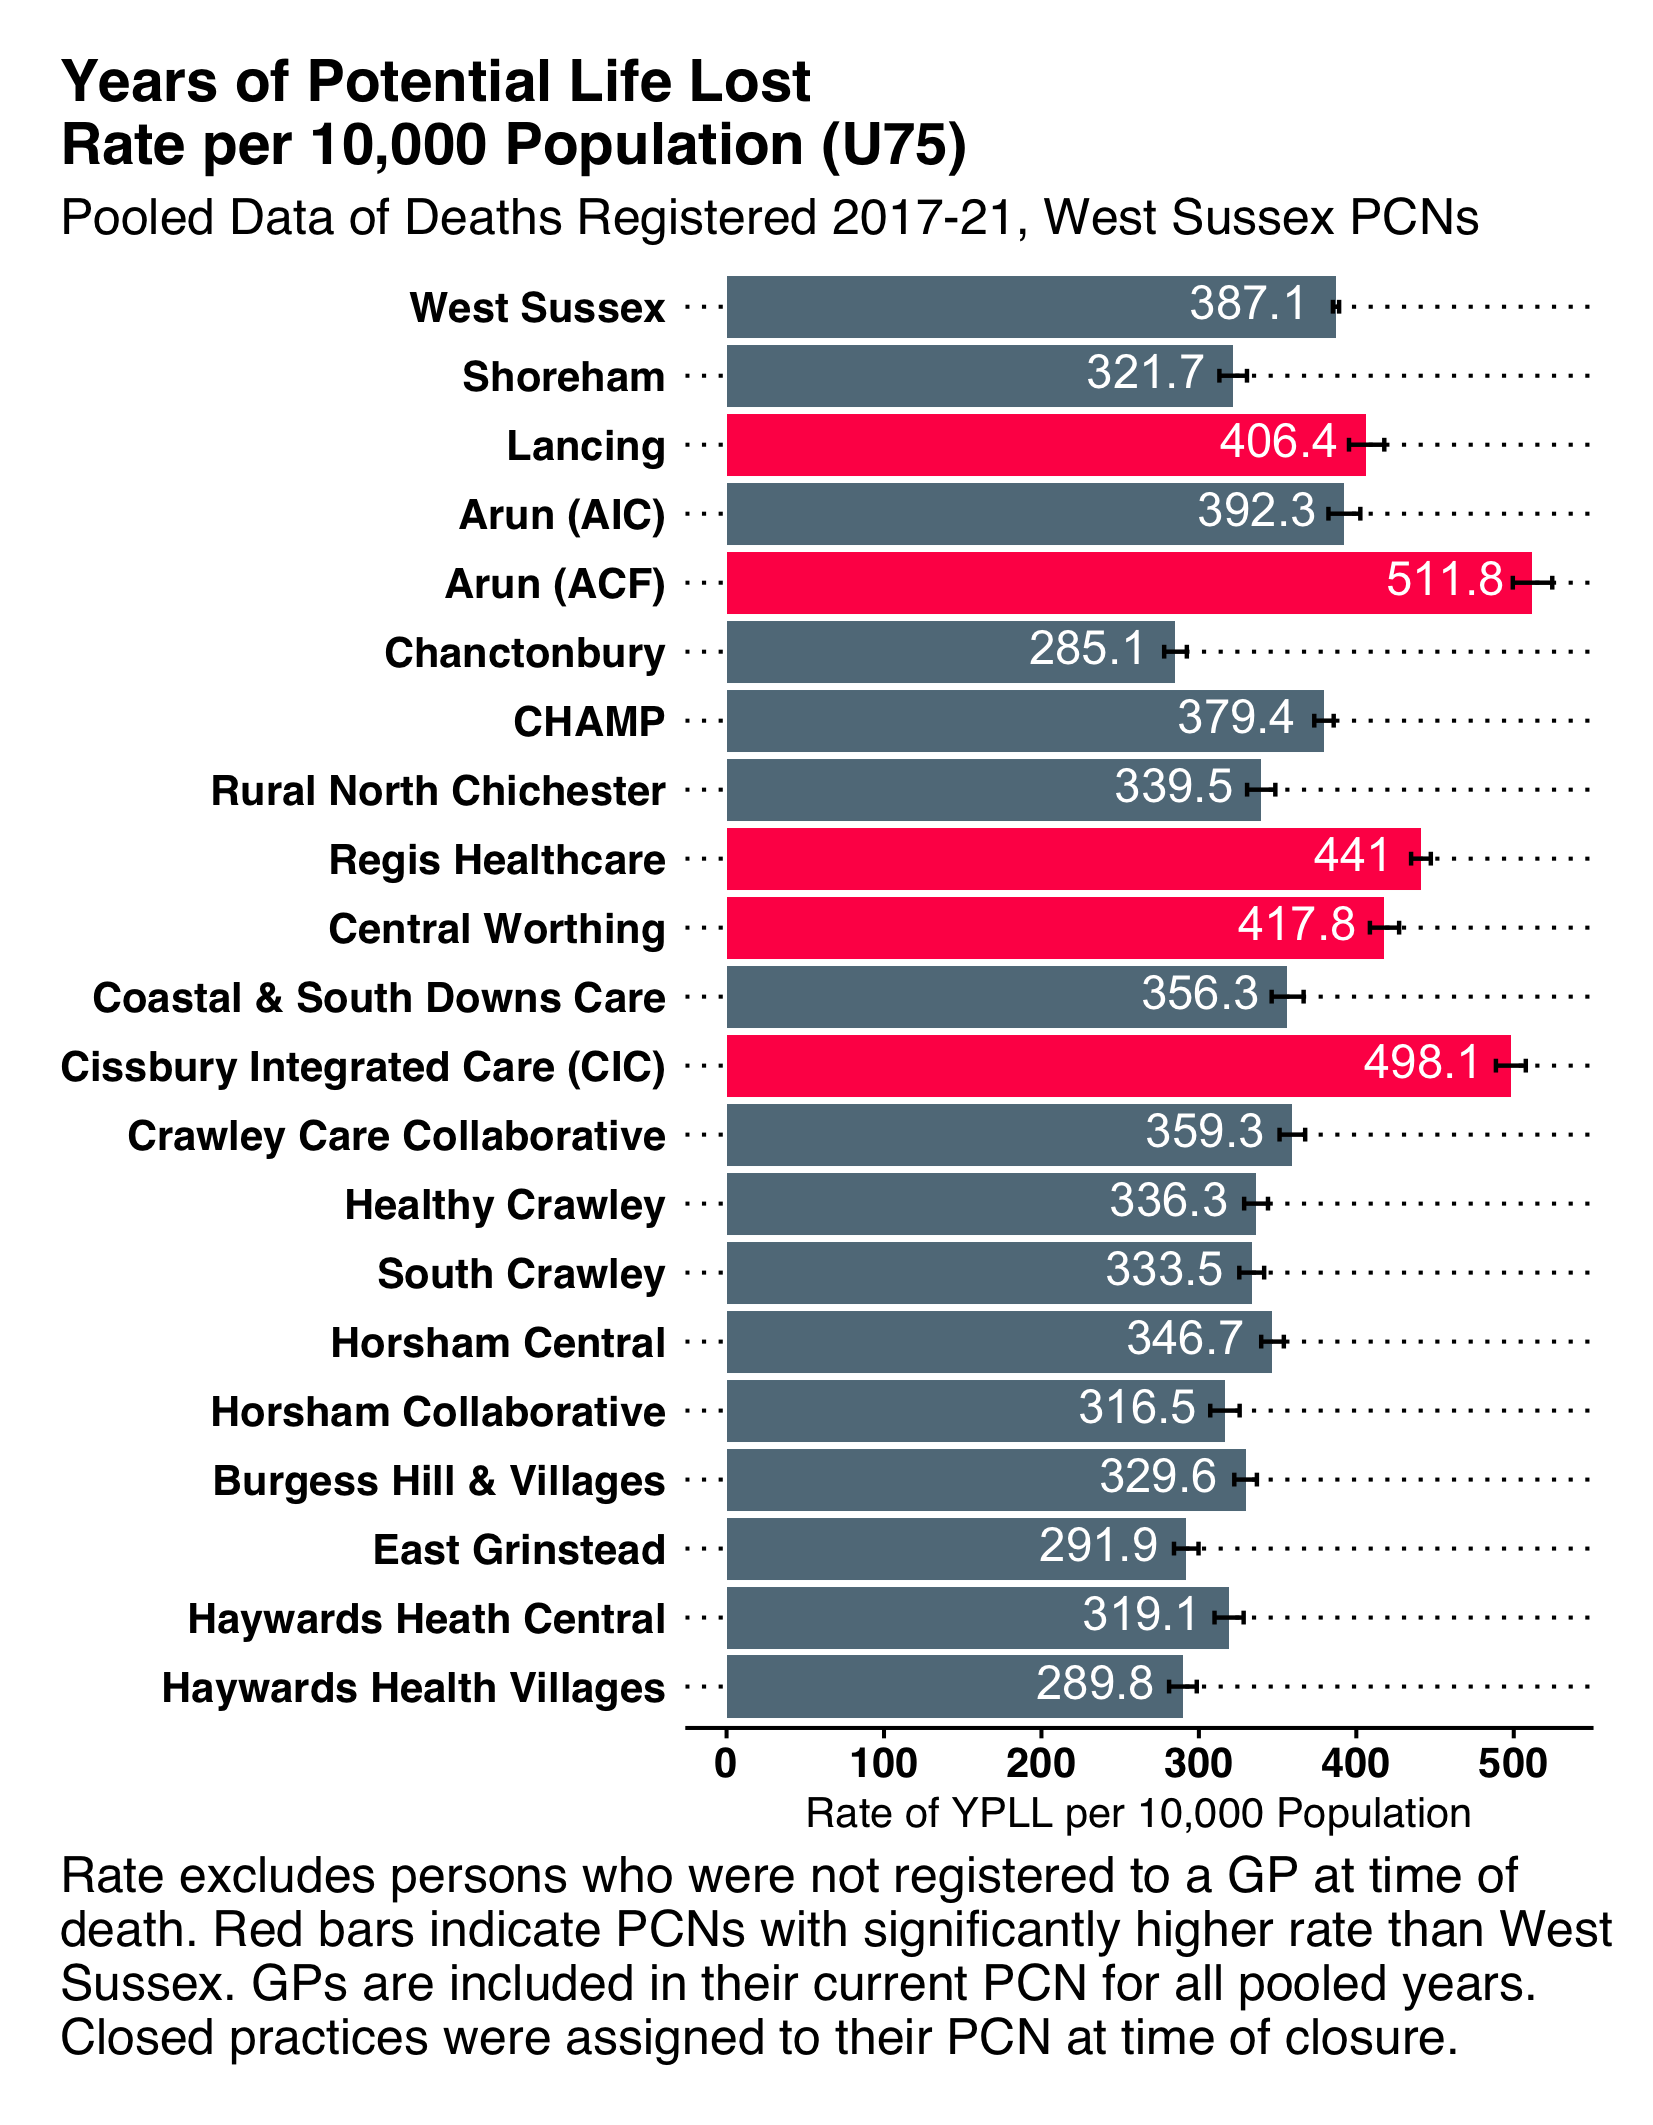 Years of Potential Life Lost
Rate per 10,000 Population (U75)
Pooled Data of Deaths Registered 2017-21, West Sussex PCNs
West Sussex 387.1
Shoreham 321.7
Lancing 406.4
Arun (AIC) 392.3
Arun (ACF) 511.8
Chanctonbury 285.1
CHAMP 379.4
Rural North Chichester 339.5
Regis Healthcare 441
Central Worthing 417.8
Coastal & South Downs Care 356.3
Cissbury Integrated Care (CIC) 498.1
Crawley Care Collaborative 359.3
Healthy Crawley 336.3
South Crawley 333.5
Horsham Central 346.7
Horsham Collaborative 316.5
Burgess Hill & Villages 329.6
East Grinstead 291.9
Haywards Heath Central 319.1
Haywards Health Villages 289.8
0 100 200 300 400 500
Rate of YPLL per 10,000 Population
Rate excludes persons who were not registered to a GP at time of
death. Red bars indicate PCNs with significantly higher rate than West
Sussex. GPs are included in their current PCN for all pooled years.
Closed practices were assigned to their PCN at time of closure.